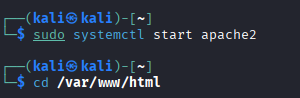 ┌──(kali㉿kali)-[~]
└─$ sudo systemctl start apache2
┌──(kali㉿kali)-[~]
└─$ cd /var/www/html